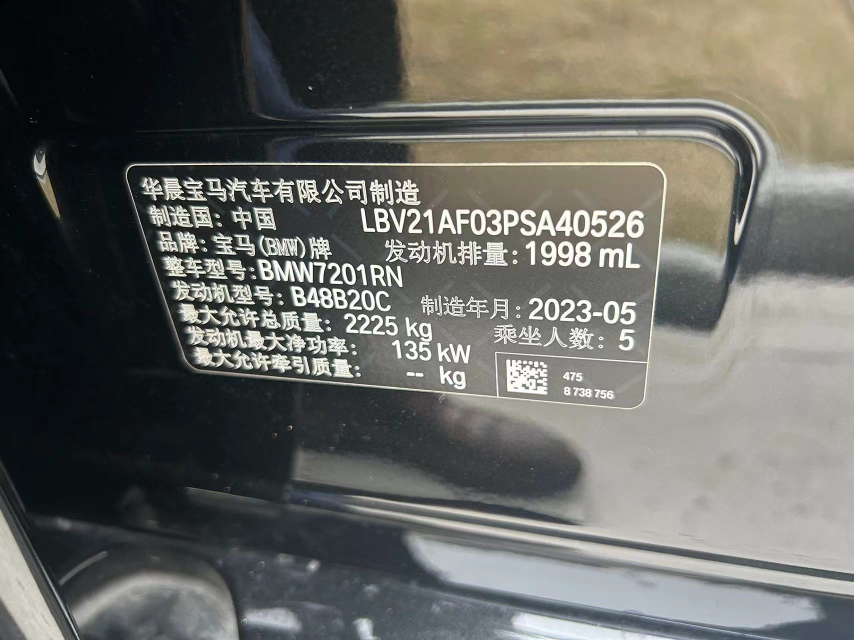 华晨宝马汽车有限公司制造
制造国: 中国 LBV21AF03PSA40526
品牌: 宝马(BMW)牌 发动机排量: 1998 mL
整车型号: BMW7201RN
发动机型号: B48B20C 制造年月: 2023-05
最大允许总质量: 2225 kg 乘坐人数: 5
发动机最大净功率: 135 kW
最大允许牵引质量: -- kg
475
8 738 756